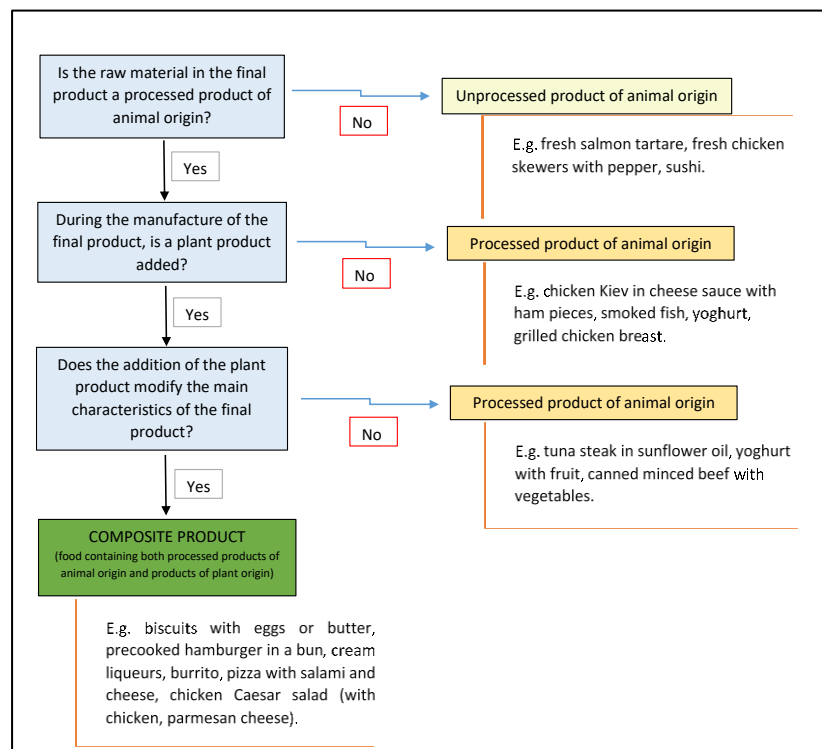 Is the raw material in the final
product a processed product of
animal origin?
No
Unprocessed product of animal origin
E.g. fresh salmon tartare, fresh chicken
skewers with pepper, sushi.
Yes
During the manufacture of the
final product, is a plant product
added?
No
Processed product of animal origin
E.g. chicken Kiev in cheese sauce with
ham pieces, smoked fish, yoghurt,
grilled chicken breast.
Yes
Does the addition of the plant
product modify the main
characteristics of the final
product?
No
Processed product of animal origin
E.g. tuna steak in sunflower oil, yoghurt
with fruit, canned minced beef with
vegetables.
Yes
COMPOSITE PRODUCT
(food containing both processed products of
animal origin and products of plant origin)
E.g. biscuits with eggs or butter,
precooked hamburger in a bun, cream
liqueurs, burrito, pizza with salami and
cheese, chicken Caesar salad (with
chicken, parmesan cheese).